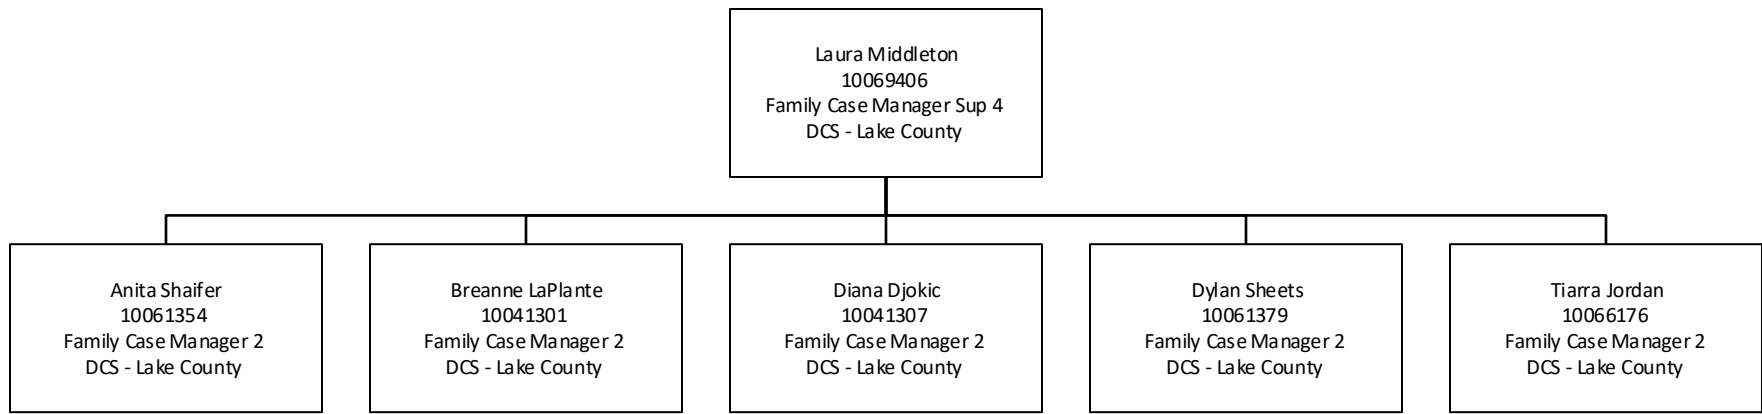 Laura Middleton
10069406
Family Case Manager Sup 4
DCS - Lake County
Anita Shaifer
10061354
Family Case Manager 2
DCS - Lake County
Breanne LaPlante
10041301
Family Case Manager 2
DCS - Lake County
Diana Djokic
10041307
Family Case Manager 2
DCS - Lake County
Dylan Sheets
10061379
Family Case Manager 2
DCS - Lake County
Tiarra Jordan
10066176
Family Case Manager 2
DCS - Lake County